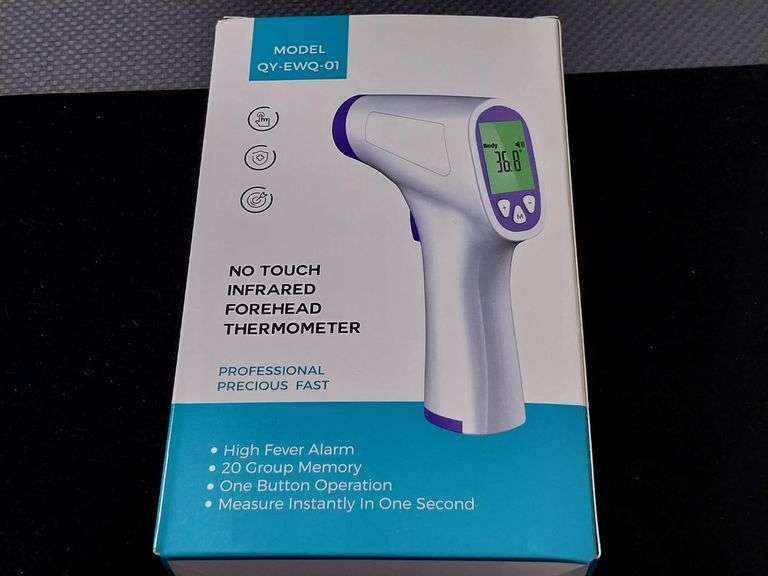 MODEL
QY-EWQ-01
Body
36.8°
+
-
M
NO TOUCH
INFRARED
FOREHEAD
THERMOMETER
PROFESSIONAL
PRECIOUS FAST
• High Fever Alarm
• 20 Group Memory
• One Button Operation
• Measure Instantly In One Second